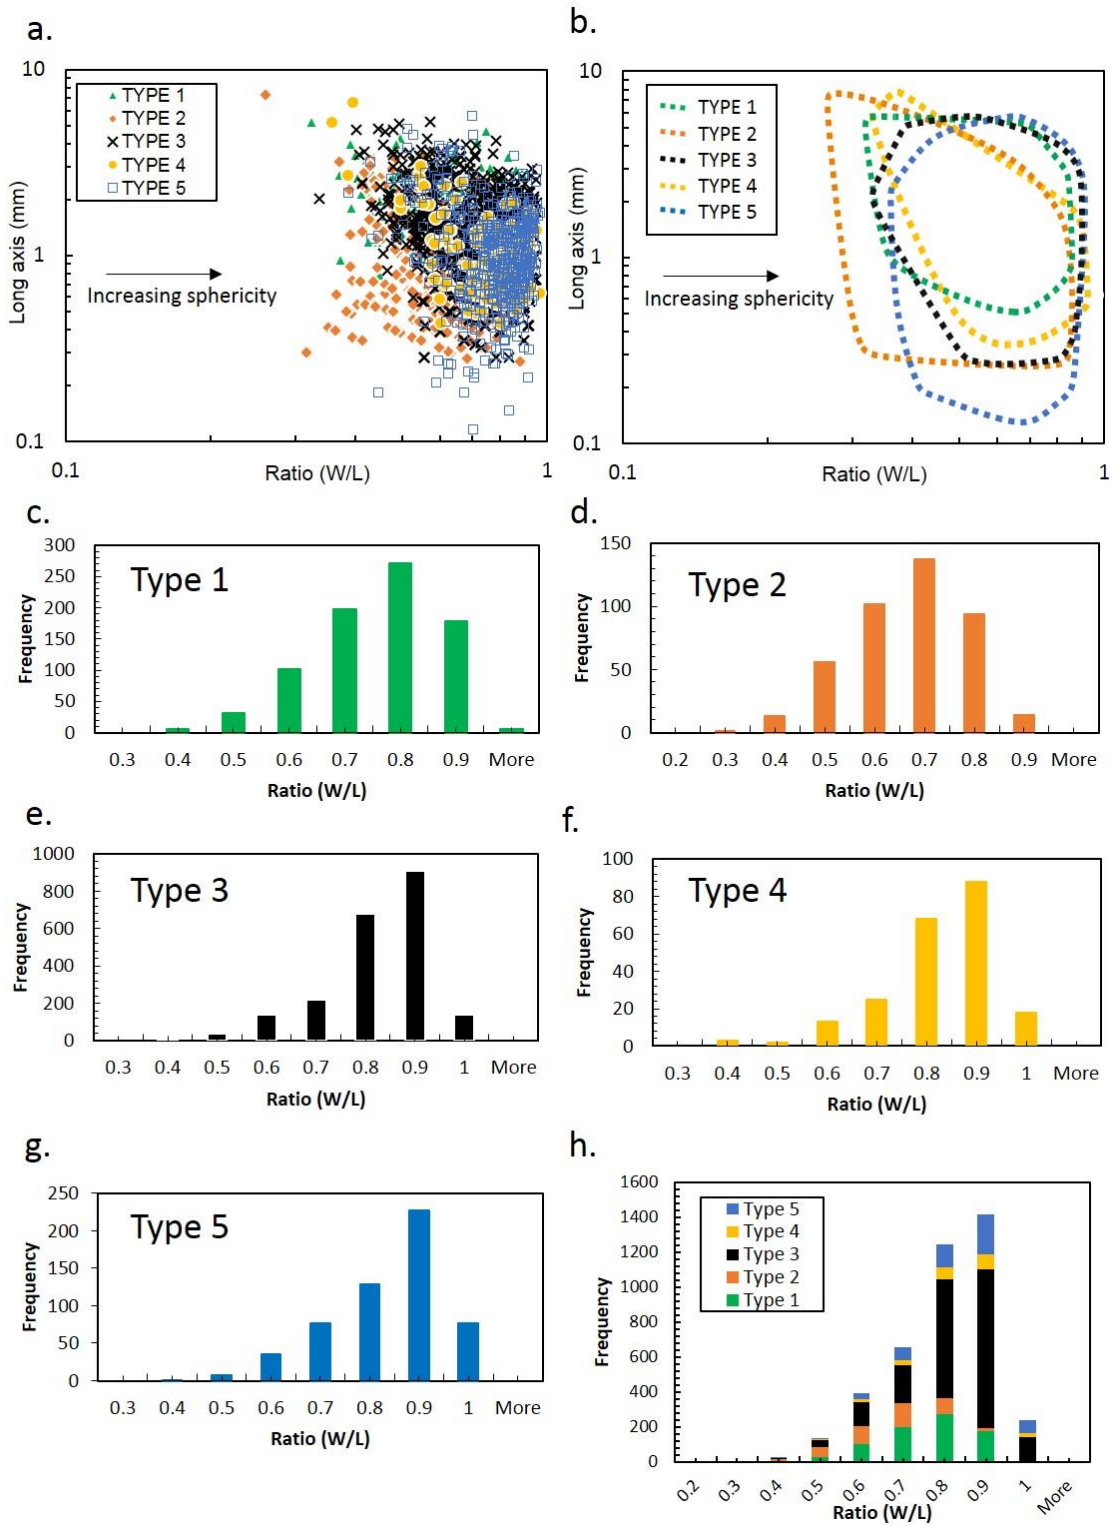 a.
10
TYPE 1
TYPE 2
TYPE 3
TYPE 4
TYPE 5
Long axis (mm)
1
Increasing sphericity
0.1
0.1
Ratio (W/L)
1
b.
10
TYPE 1
TYPE 2
TYPE 3
TYPE 4
TYPE 5
Long axis (mm)
1
Increasing sphericity
0.1
0.1
Ratio (W/L)
1
c.
300
250
200
150
100
50
0
Frequency
Type 1
0.3 0.4 0.5 0.6 0.7 0.8 0.9 More
Ratio (W/L)
d.
150
100
50
0
Frequency
Type 2
0.2 0.3 0.4 0.5 0.6 0.7 0.8 0.9 More
Ratio (W/L)
e.
1000
800
600
400
200
0
Frequency
Type 3
0.3 0.4 0.5 0.6 0.7 0.8 0.9 1 More
Ratio (W/L)
f.
100
80
60
40
20
0
Frequency
Type 4
0.3 0.4 0.5 0.6 0.7 0.8 0.9 1 More
Ratio (W/L)
g.
250
200
150
100
50
0
Frequency
Type 5
0.3 0.4 0.5 0.6 0.7 0.8 0.9 1 More
Ratio (W/L)
h.
1600
1400
1200
1000
800
600
400
200
0
Frequency
Type 5
Type 4
Type 3
Type 2
Type 1
0.2 0.3 0.4 0.5 0.6 0.7 0.8 0.9 1 More
Ratio (W/L)